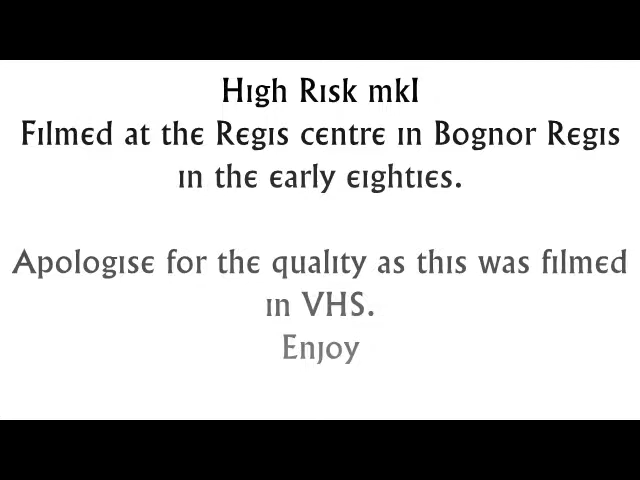 High Risk mkI
Filmed at the Regis centre in Bognor Regis
in the early eighties.
Apologise for the quality as this was filmed
in VHS.
Enjoy